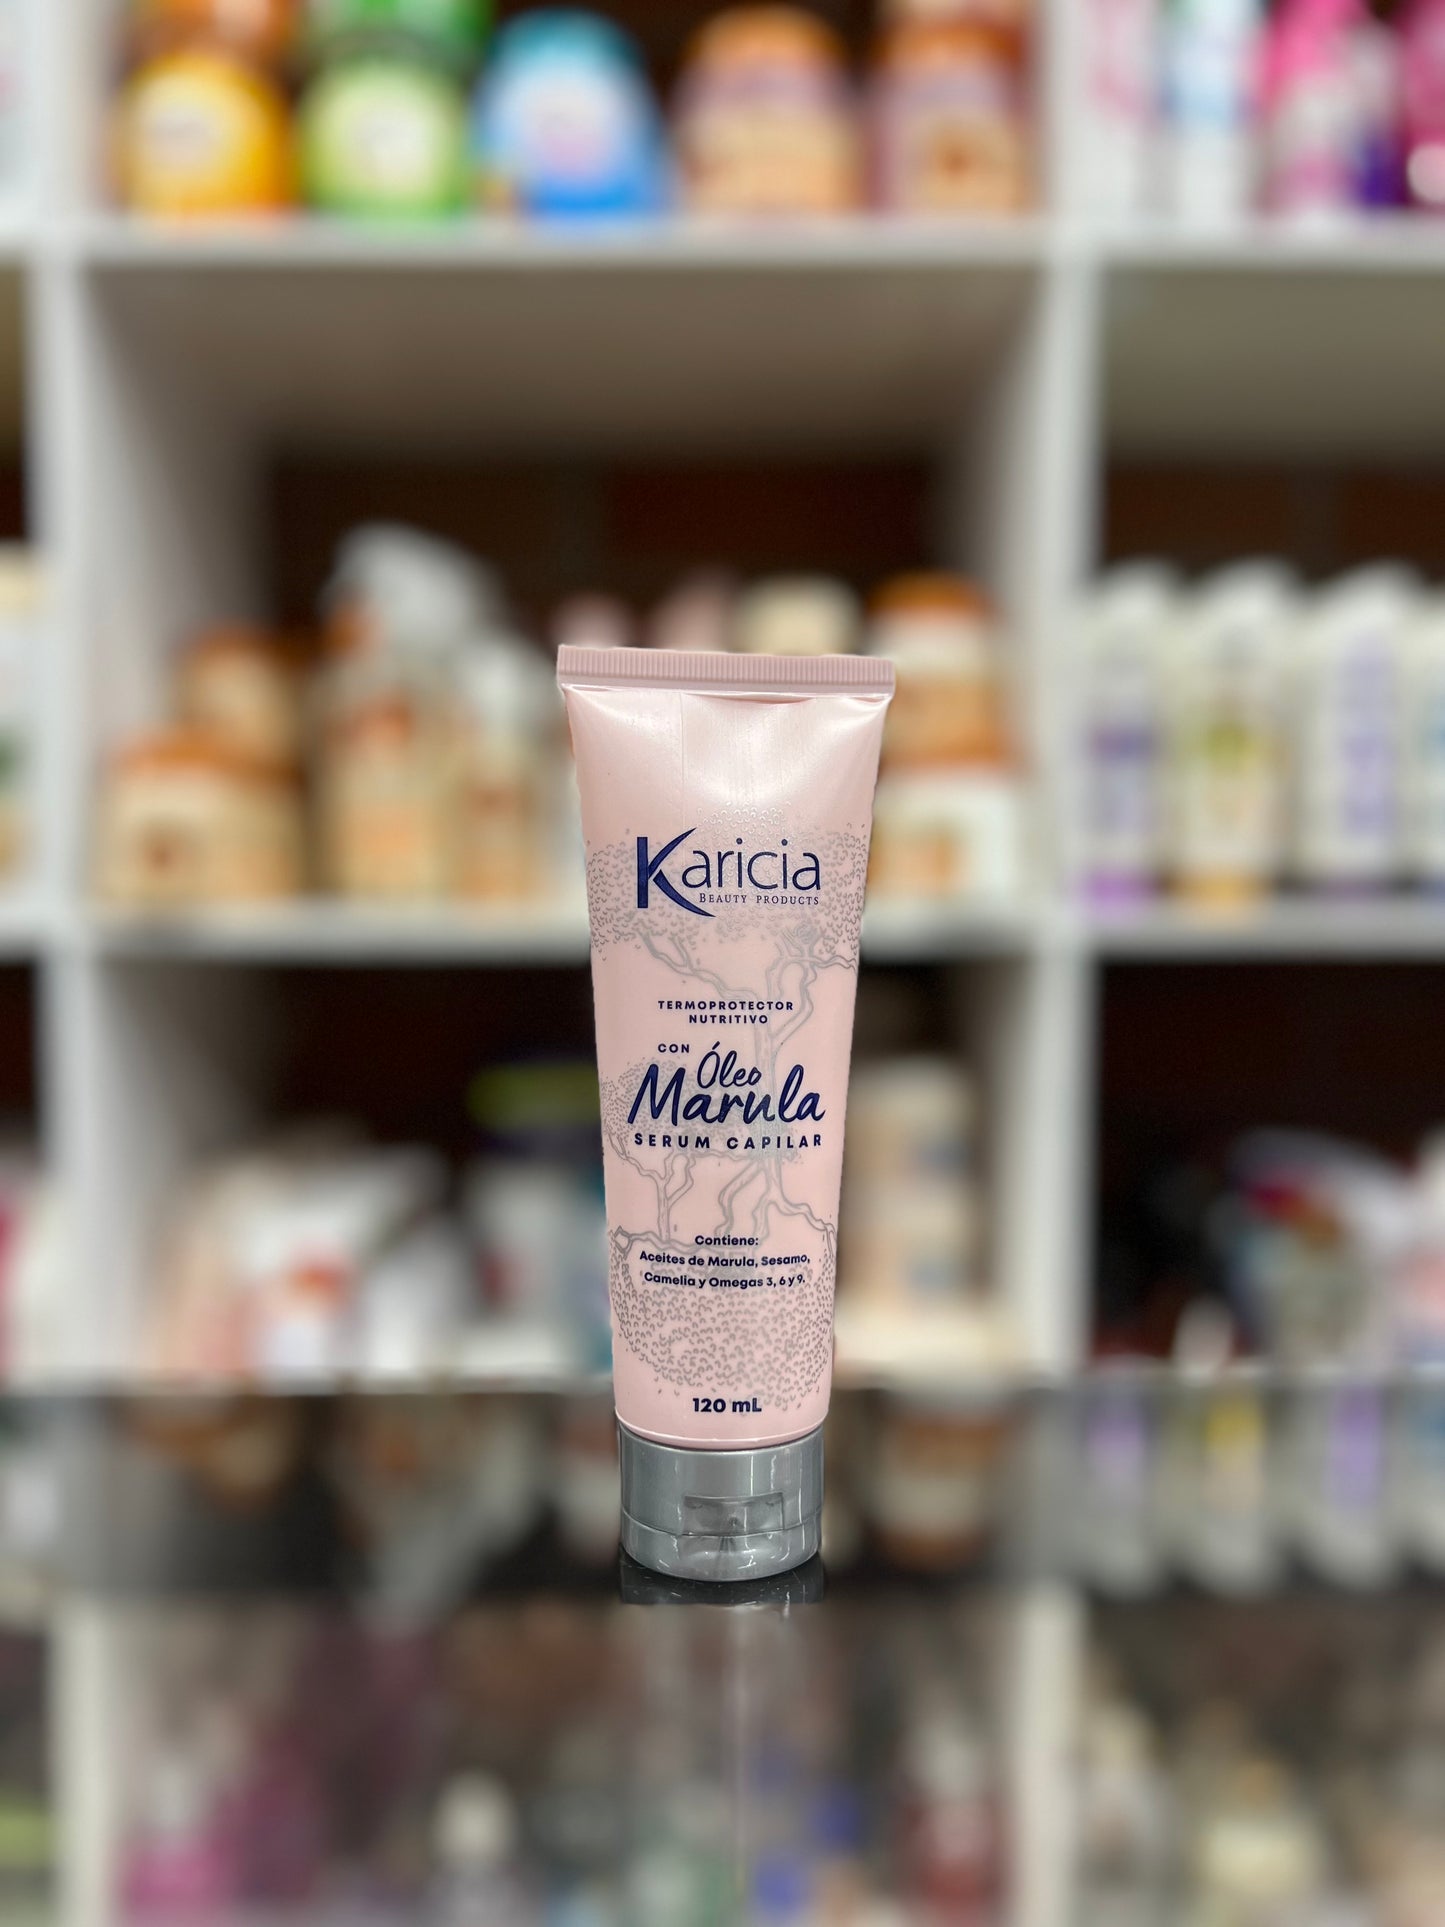 Karicia
BEAUTY PRODUCTS
TERMOPROTECTOR
NUTRITIVO
CON Óleo
Marula
SERUM CAPILAR
Contiene:
Aceites de Marula, Sesamo,
Camelia y Omegas 3, 6 y 9.
120 mL